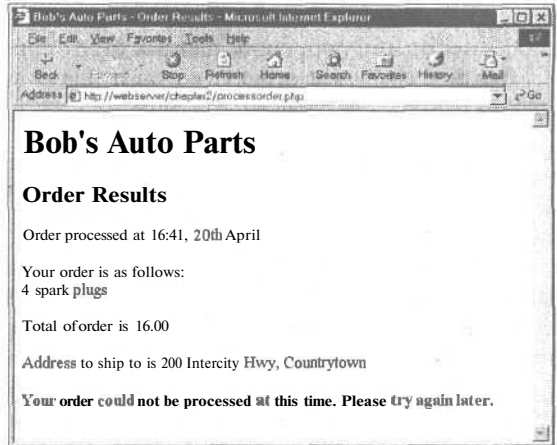 Bob's Auto Parts - Order Results - Microsoft Internet Explorer
File Edit View Favorites Tools Help
Back Forward Stop Refresh Home Search Favorites History Mail
Address http://webserver/chapter2/processorder.php Go
Bob's Auto Parts
Order Results
Order processed at 16:41, 20th April
Your order is as follows:
4 spark plugs
Total of order is 16.00
Address to ship to is 200 Intercity Hwy, Countrytown
Your order could not be processed at this time. Please try again later.